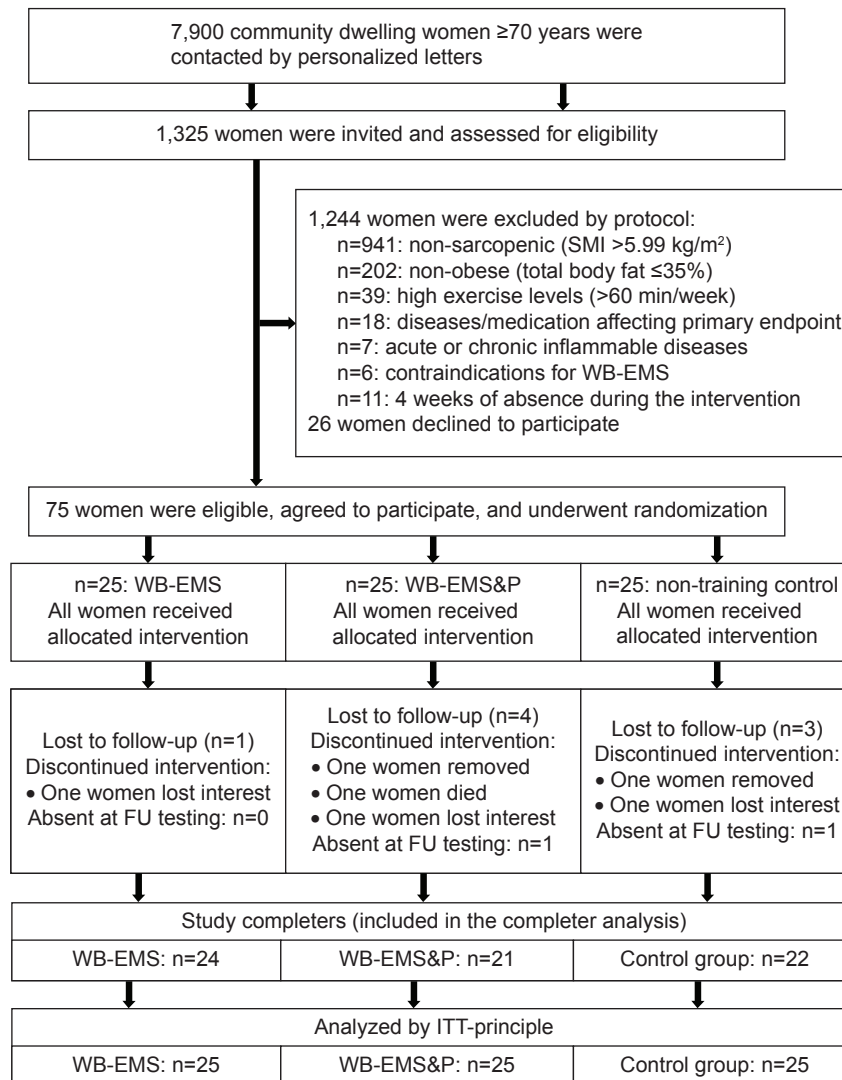 7,900 community dwelling women ≥70 years were
contacted by personalized letters
1,325 women were invited and assessed for eligibility
1,244 women were excluded by protocol:
n=941: non-sarcopenic (SMI >5.99 kg/m²)
n=202: non-obese (total body fat ≤35%)
n=39: high exercise levels (>60 min/week)
n=18: diseases/medication affecting primary endpoint
n=7: acute or chronic inflammable diseases
n=6: contraindications for WB-EMS
n=11: 4 weeks of absence during the intervention
26 women declined to participate
75 women were eligible, agreed to participate, and underwent randomization
n=25: WB-EMS
All women received
allocated intervention
n=25: WB-EMS&P
All women received
allocated intervention
n=25: non-training control
All women received
allocated intervention
Lost to follow-up (n=1)
Discontinued intervention:
• One women lost interest
Absent at FU testing: n=0
Lost to follow-up (n=4)
Discontinued intervention:
• One women removed
• One women died
• One women lost interest
Absent at FU testing: n=1
Lost to follow-up (n=3)
Discontinued intervention:
• One women removed
• One women lost interest
Absent at FU testing: n=1
Study completers (included in the completer analysis)
WB-EMS: n=24
WB-EMS&P: n=21
Control group: n=22
Analyzed by ITT-principle
WB-EMS: n=25
WB-EMS&P: n=25
Control group: n=25